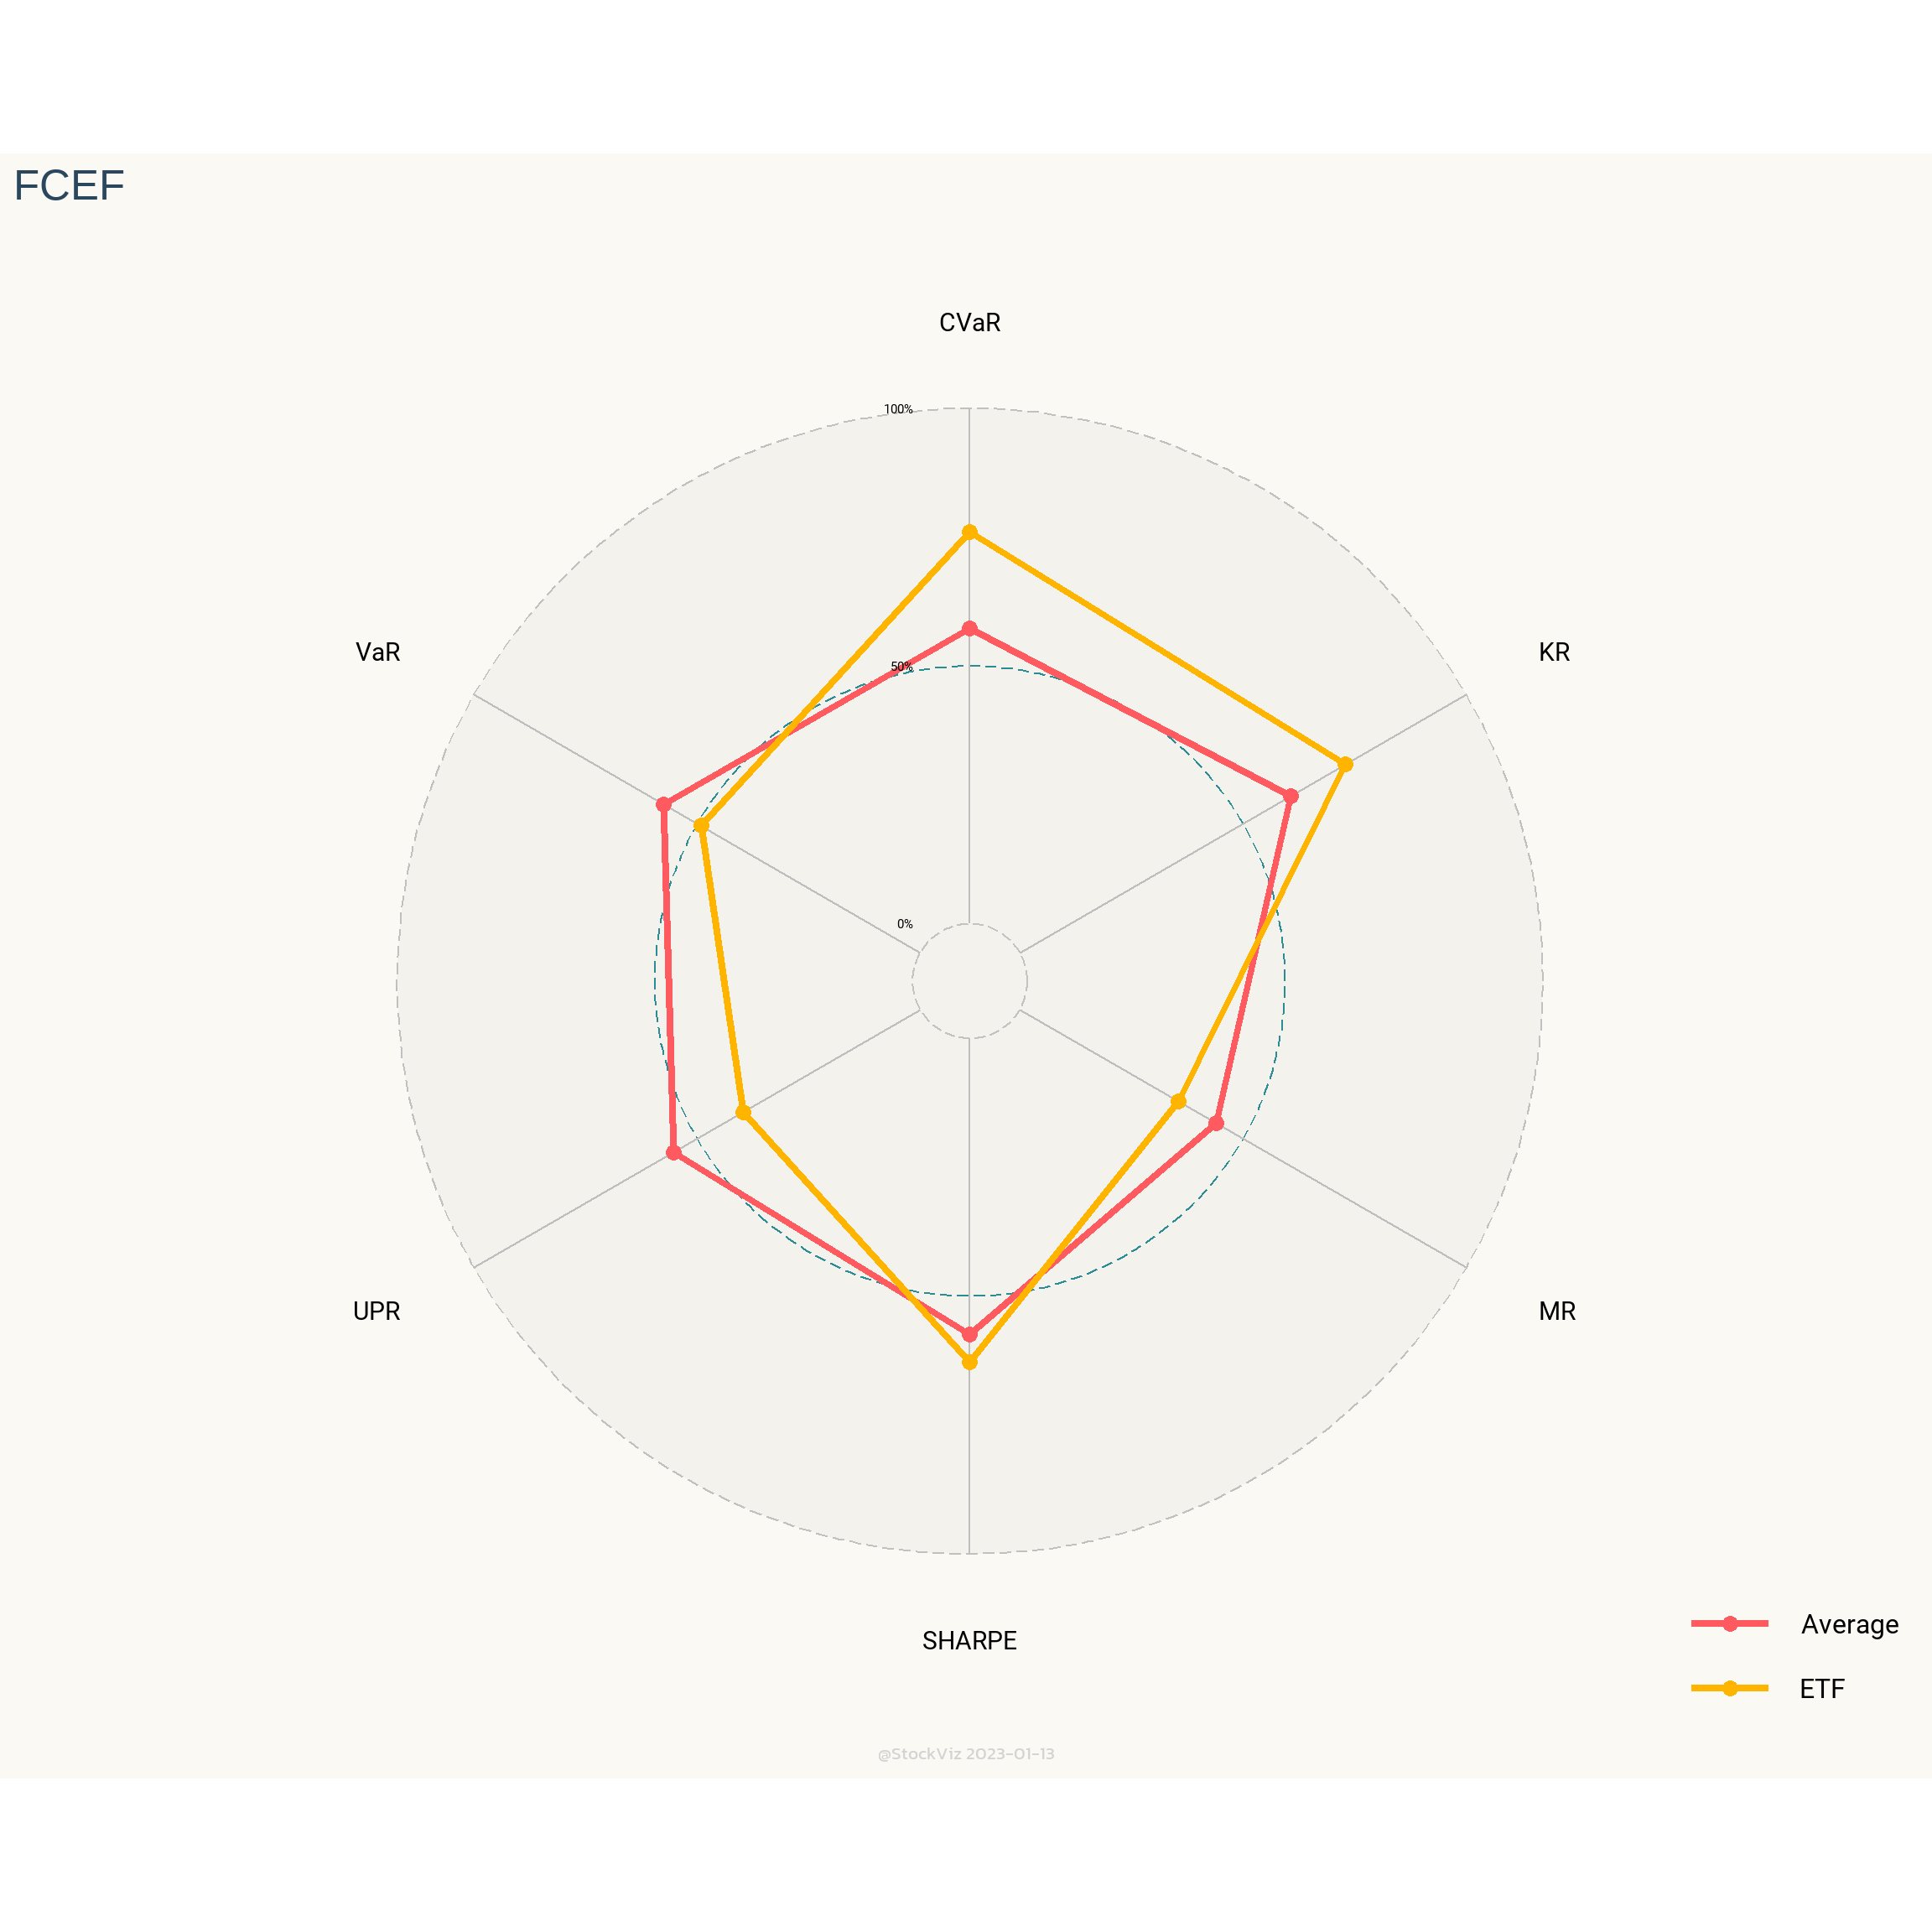 FCEF
CVaR
100%
KR
VaR
50%
0%
UPR
MR
SHARPE
Average
ETF
@StockViz 2023-01-13